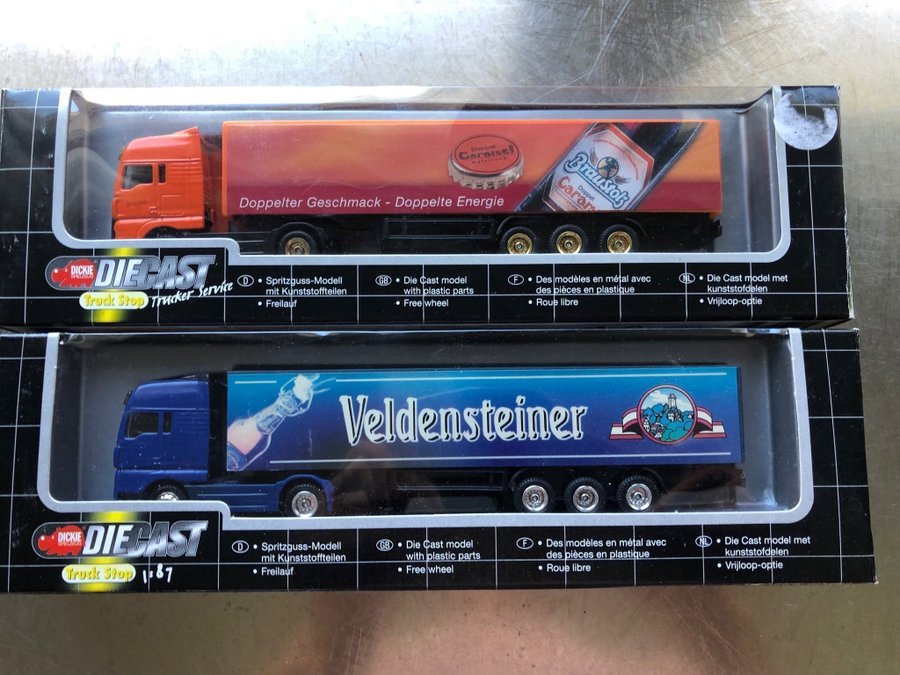 Doppel
Caramel
Braustolz
Doppel
Caram
Doppelter Geschmack - Doppelte Energie
DICKIE
SPIELZEUG
DIECAST
Truck Stop
Trucker Service
D • Spritzguss-Modell
mit Kunststoffteilen
• Freilauf
GB • Die Cast model
with plastic parts
• Free wheel
F • Des modèles en métal avec
des pièces en plastique
• Roue libre
NL • Die Cast model met
kunststofdelen
• Vrijloop-optie
Veldensteiner
DICKIE
SPIELZEUG
DIECAST
Truck Stop
1:87
D • Spritzguss-Modell
mit Kunststoffteilen
• Freilauf
GB • Die Cast model
with plastic parts
• Free wheel
F • Des modèles en métal avec
des pièces en plastique
• Roue libre
NL • Die Cast model met
kunststofdelen
• Vrijloop-optie